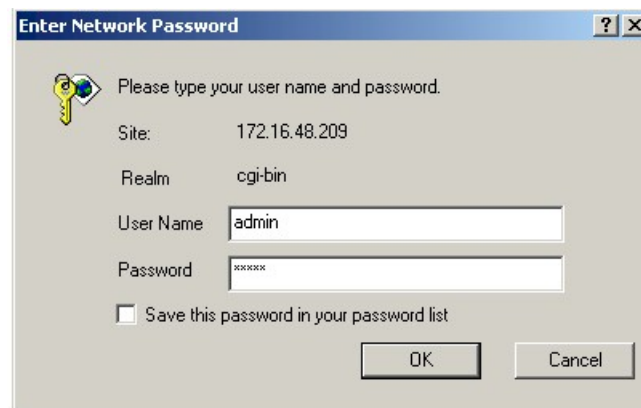 Enter Network Password
Please type your user name and password.
Site: 172.16.48.209
Realm cgi-bin
User Name admin
Password xxxxx
Save this password in your password list
OK Cancel